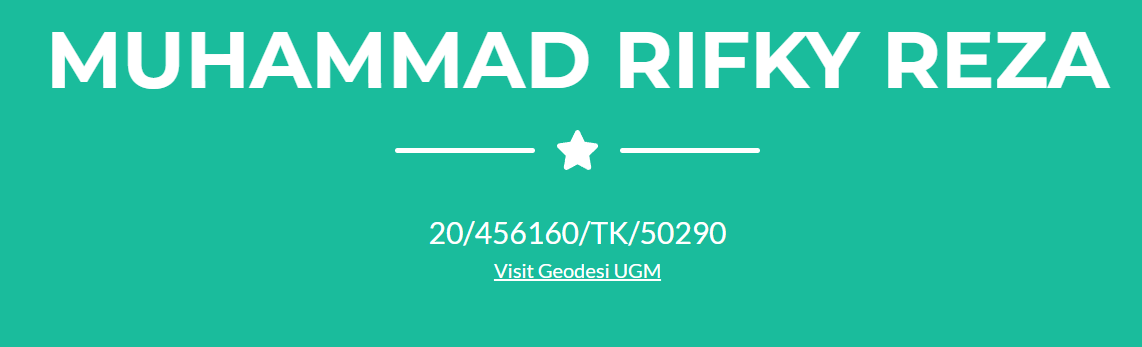 MUHAMMAD RIFKY REZA
20/456160/TK/50290
Visit Geodesi UGM